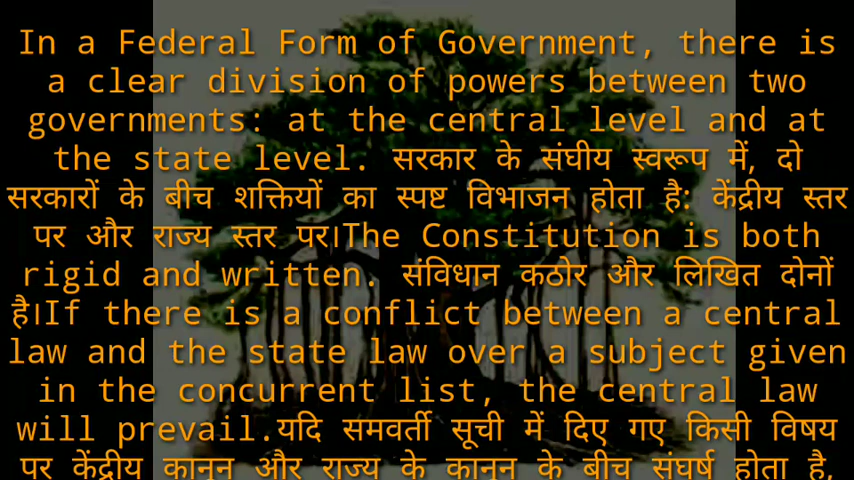 In a Federal Form of Government, there is
a clear division of powers between two
governments: at the central level and at
the state level. सरकार के संघीय स्वरूप में, दो
सरकारों के बीच शक्तियों का स्पष्ट विभाजन होता है: केंद्रीय स्तर
पर और राज्य स्तर पर।The Constitution is both
rigid and written. संविधान कठोर और लिखित दोनों
है।If there is a conflict between a central
law and the state law over a subject given
in the concurrent list, the central law
will prevail.यदि समवर्ती सूची में दिए गए किसी विषय
पर केंद्रीय कानून और राज्य के कानून के बीच संघर्ष होता है,